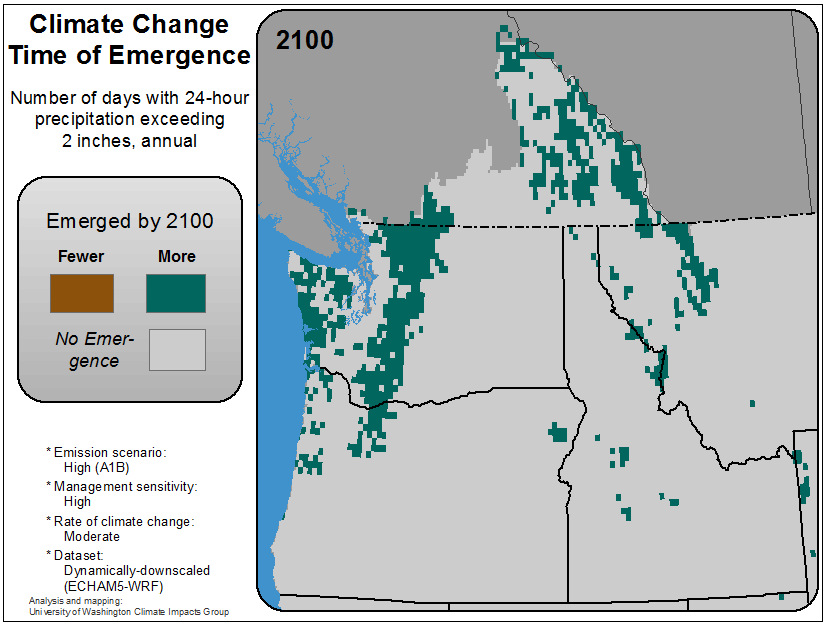 Climate Change
Time of Emergence
Number of days with 24-hour
precipitation exceeding
2 inches, annual
Emerged by 2100
Fewer
More
No Emer-
gence
* Emission scenario:
High (A1B)
* Management sensitivity:
High
* Rate of climate change:
Moderate
* Dataset:
Dynamically-downscaled
(ECHAM5-WRF)
Analysis and mapping:
University of Washington Climate Impacts Group
2100